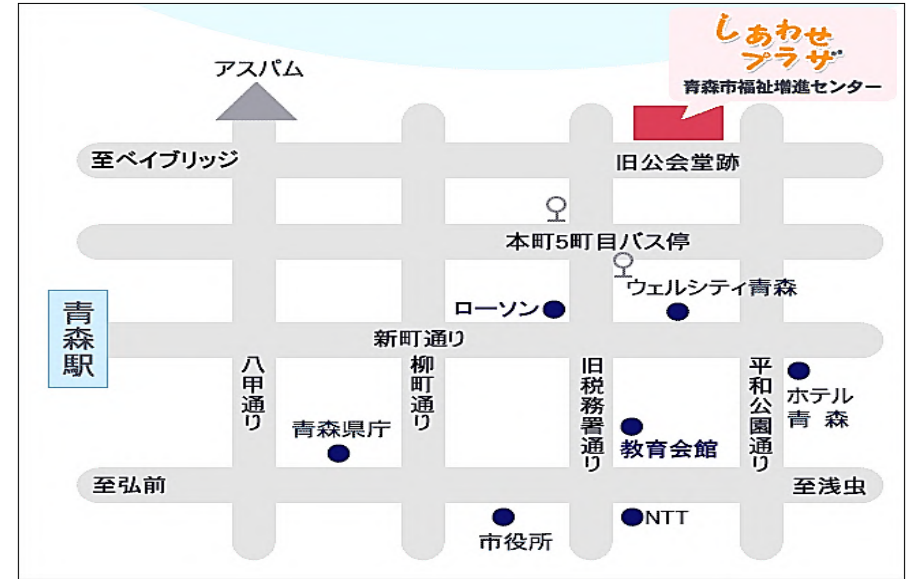 しあわせ
プラザ
青森市福祉増進センター
アスパム
至ベイブリッジ
旧公会堂跡
本町5町目バス停
ウェルシティ青森
ローソン
青森駅
新町通り
八甲通り
柳町通り
旧税務署通り
平和公園通り
ホテル
青 森
青森県庁
教育会館
至弘前
至浅虫
市役所
NTT